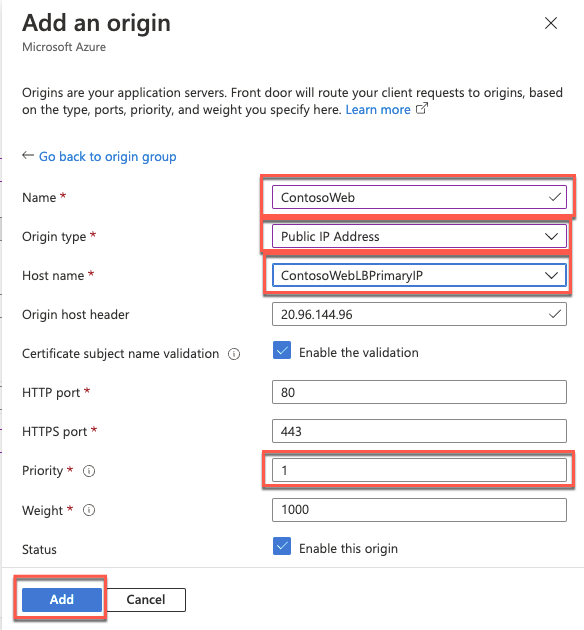 Add an origin
Microsoft Azure
Origins are your application servers. Front door will route your client requests to origins, based
on the type, ports, priority, and weight you specify here. Learn more
Go back to origin group
Name * ContosoWeb
Origin type * Public IP Address
Host name * ContosoWebLBPrimaryIP
Origin host header 20.96.144.96
Certificate subject name validation Enable the validation
HTTP port * 80
HTTPS port * 443
Priority * 1
Weight * 1000
Status Enable this origin
Add Cancel